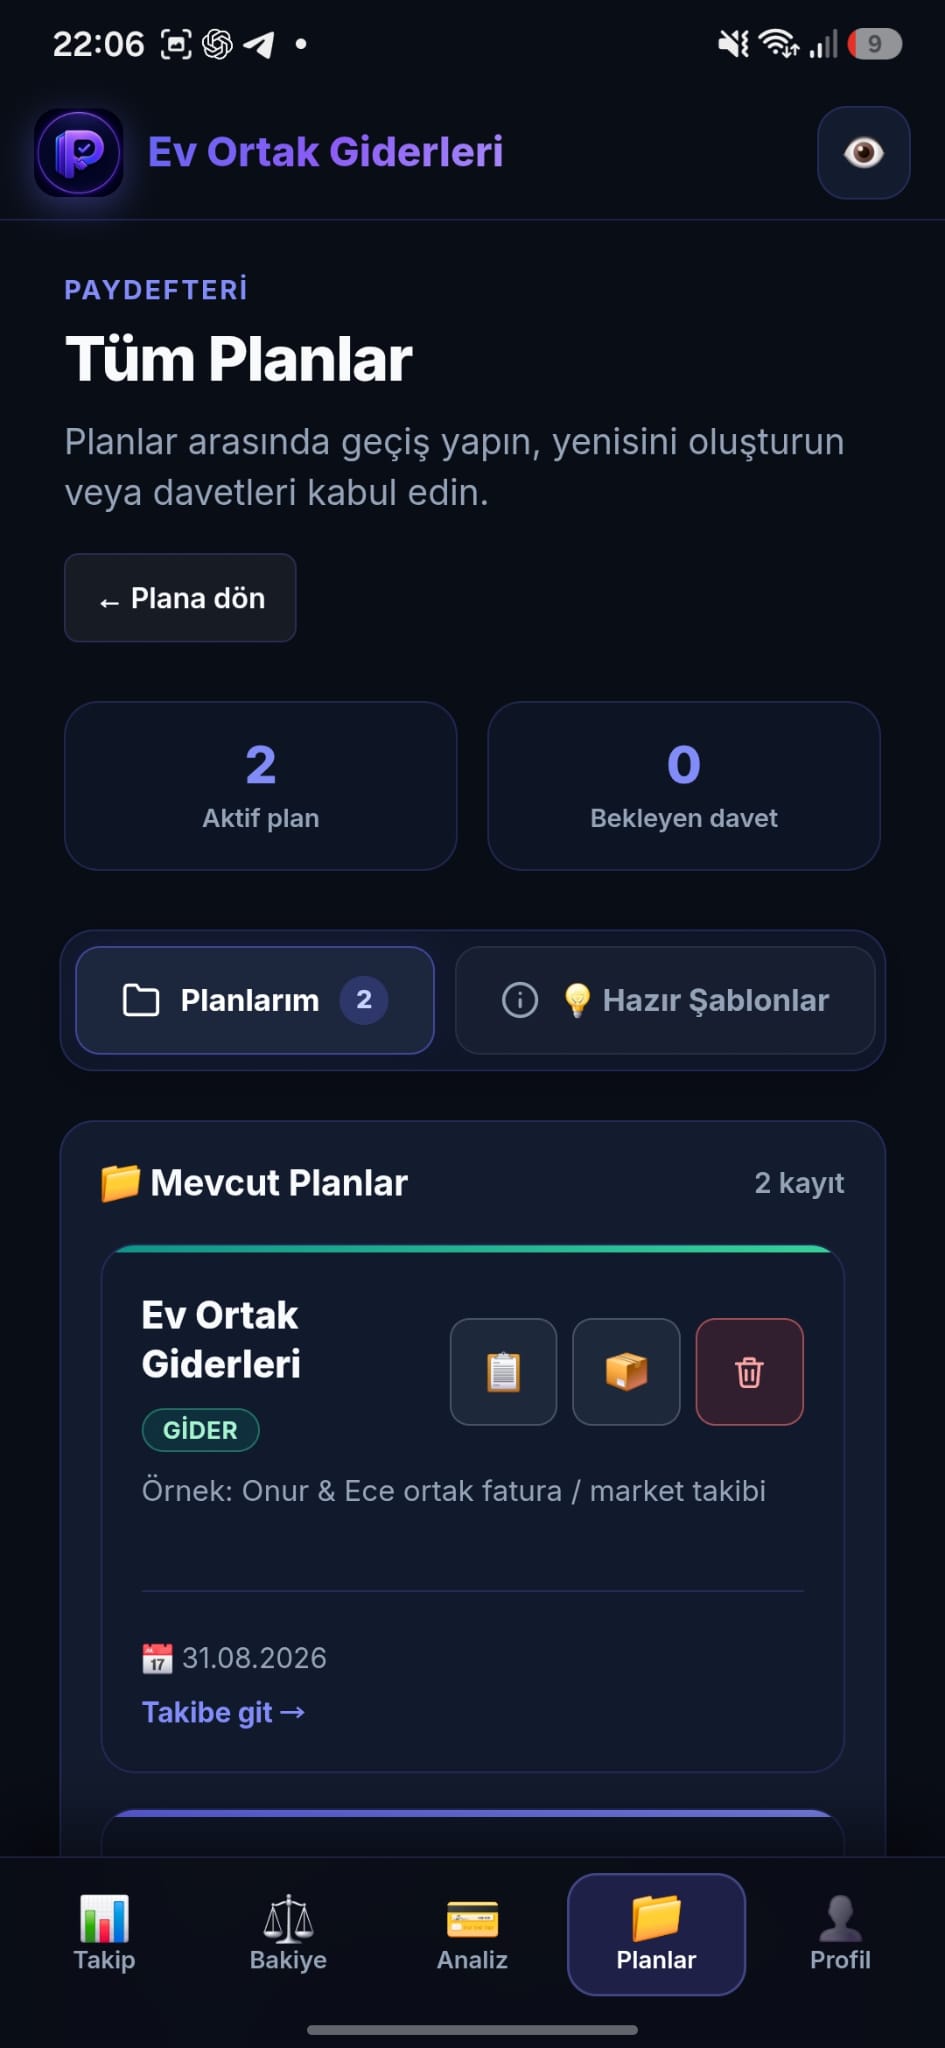 22:06
9
Ev Ortak Giderleri
PAYDEFTERİ
Tüm Planlar
Planlar arasında geçiş yapın, yenisini oluşturun
veya davetleri kabul edin.
← Plana dön
2
Aktif plan
0
Bekleyen davet
Planlarım 2
Hazır Şablonlar
Mevcut Planlar
2 kayıt
Ev Ortak
Giderleri
GİDER
Örnek: Onur & Ece ortak fatura / market takibi
17 31.08.2026
Takibe git →
Takip
Bakiye
Analiz
Planlar
Profil